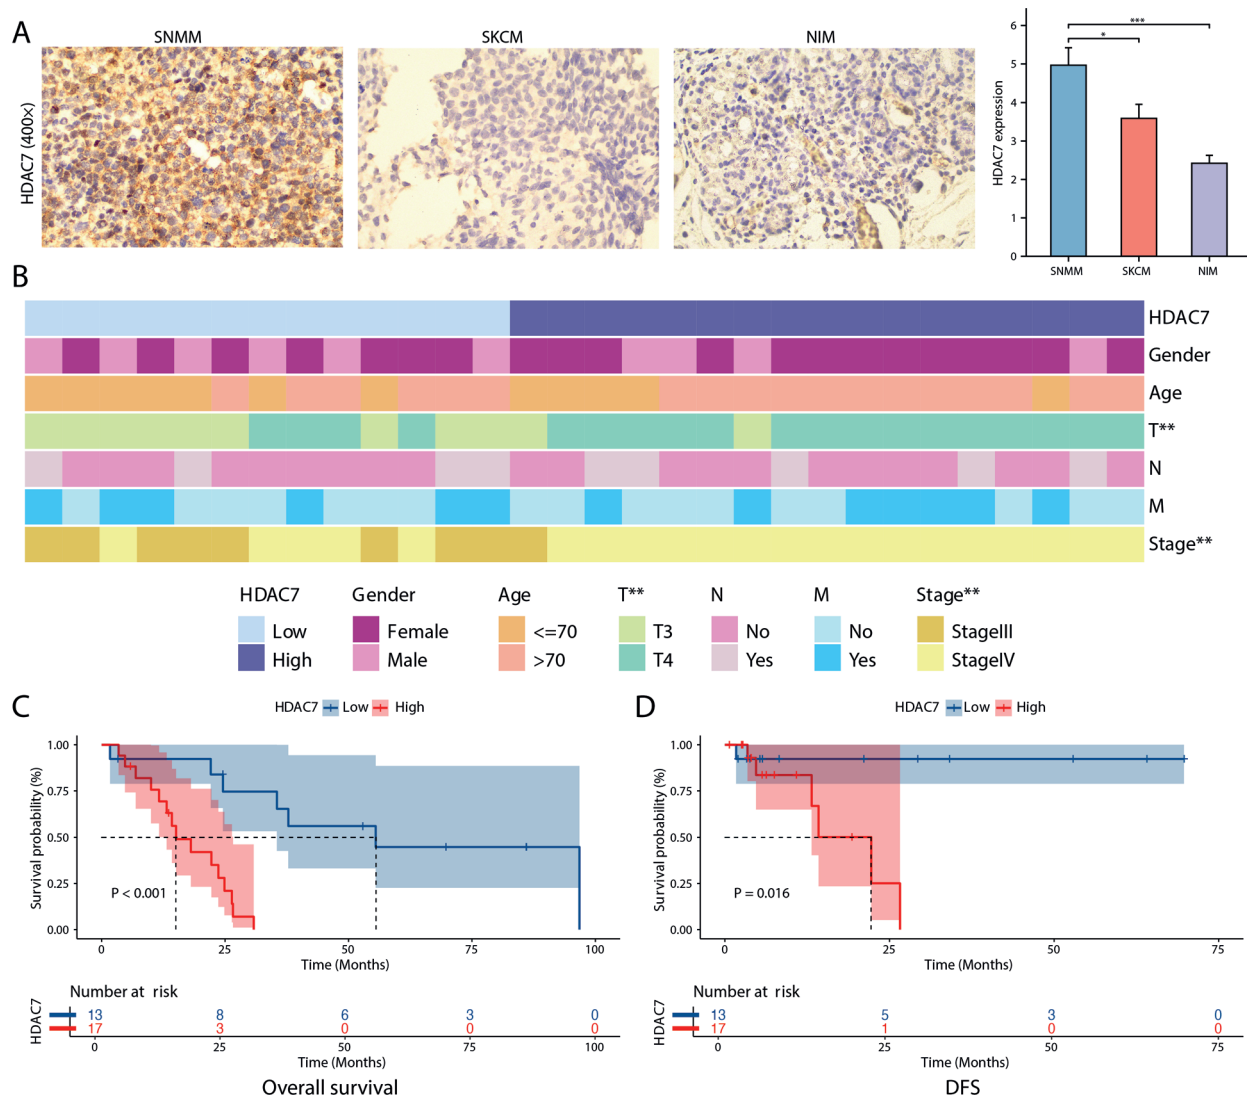 A
SNMM
SKCM
NIM
HDAC7 (400×)
HDAC7 expression
6
5
4
3
2
1
0
***
*
SNMM
SKCM
NIM
B
HDAC7
Gender
Age
T**
N
M
Stage**
HDAC7 Gender Age T** N M Stage**
Low Female <=70 T3 No No StageIII
High Male >70 T4 Yes Yes StageIV
C
HDAC7 Low High
Survival probability (%)
1.00
0.75
0.50
0.25
0.00
P < 0.001
0 25 50 75 100
Time (Months)
Number at risk
HDAC7
13 8 6 3 0
17 3 0 0 0
0 25 50 75 100
Time (Months)
Overall survival
D
HDAC7 Low High
Survival probability (%)
1.00
0.75
0.50
0.25
0.00
P = 0.016
0 25 50 75
Time (Months)
Number at risk
HDAC7
13 5 3 0
17 1 0 0
0 25 50 75
Time (Months)
DFS